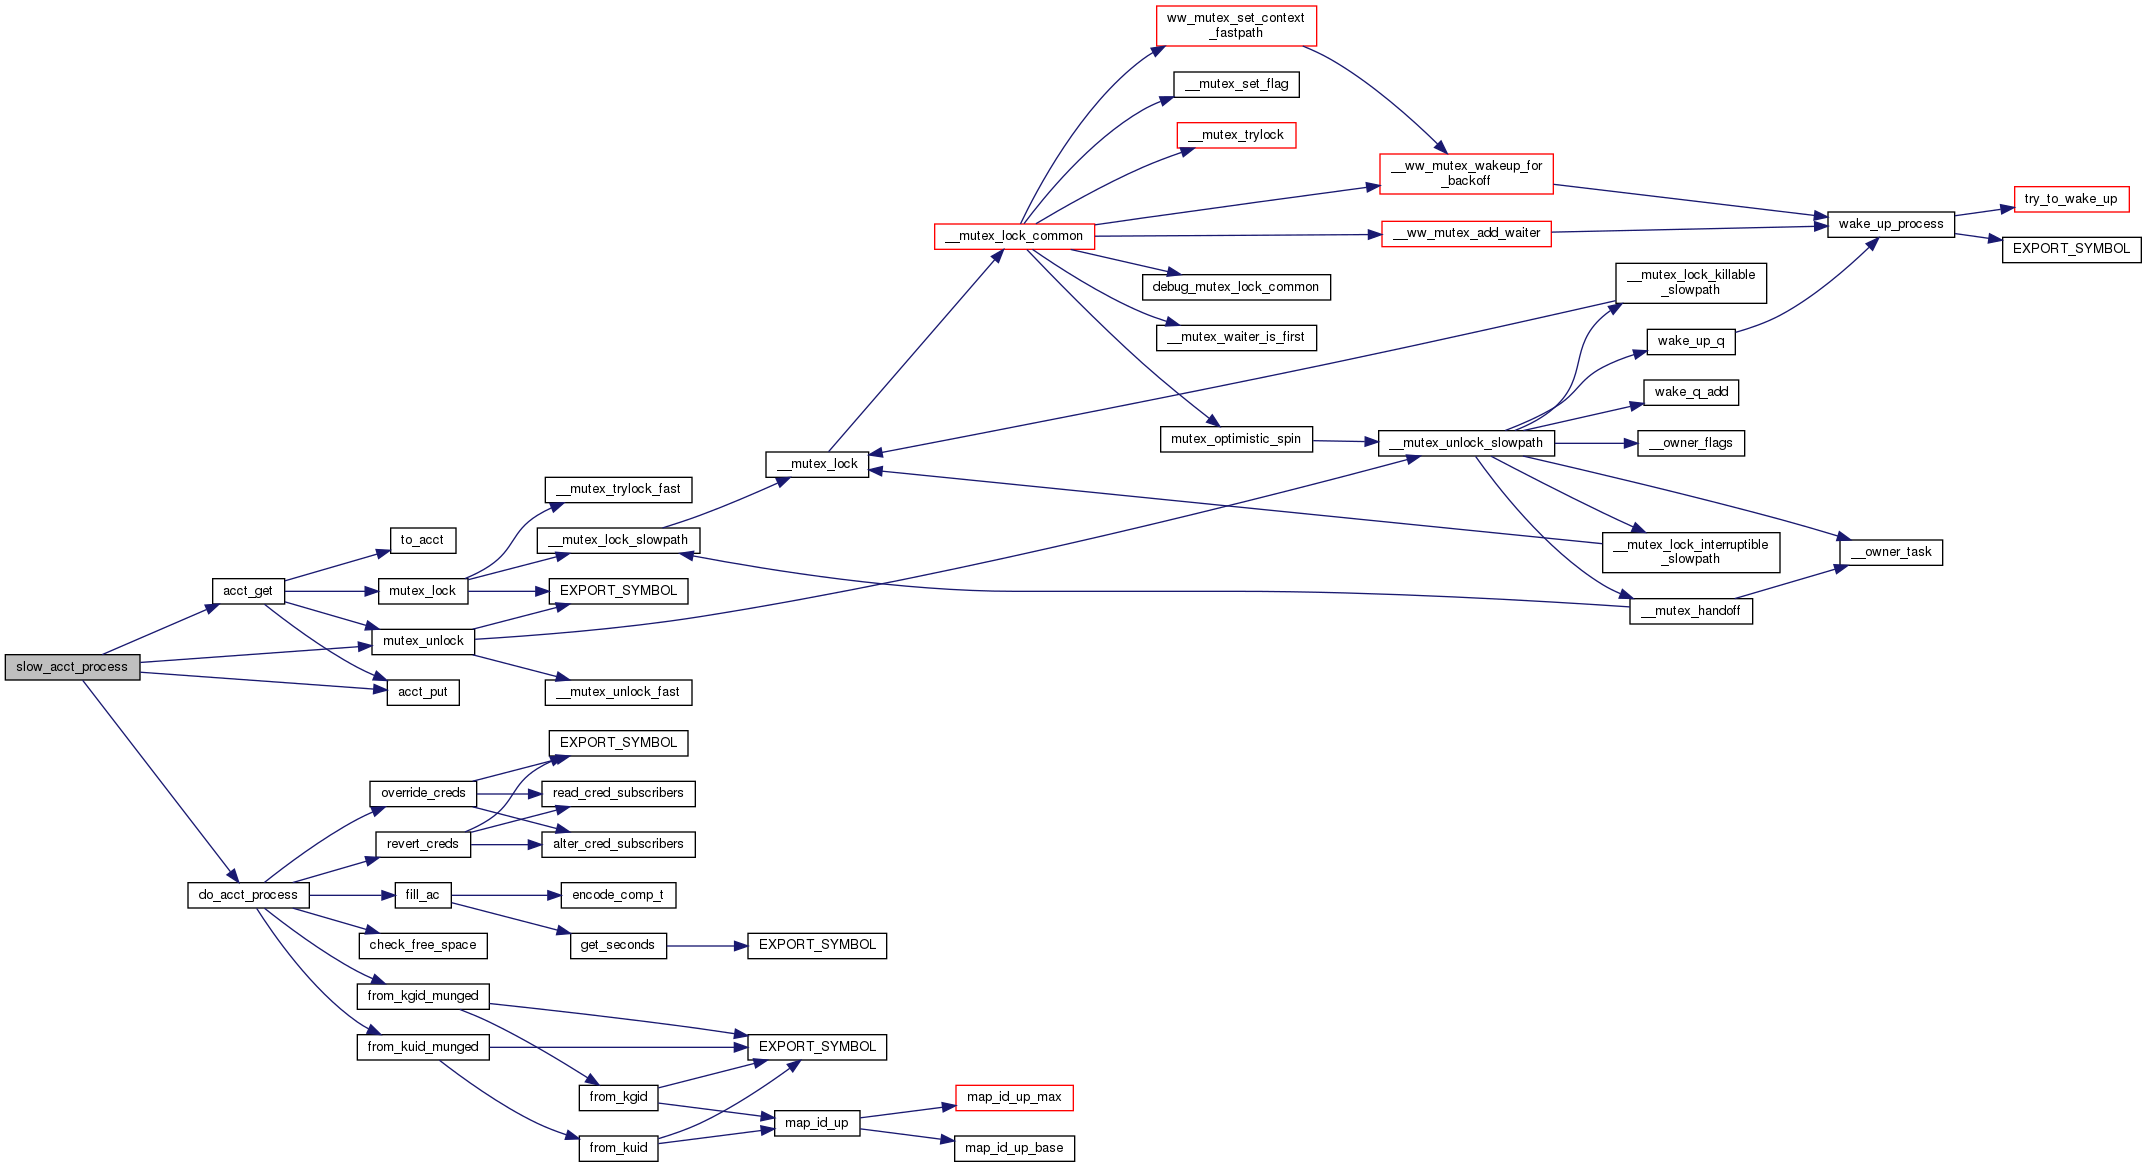 ww_mutex_set_context
_fastpath
__mutex_set_flag
__mutex_trylock
__ww_mutex_wakeup_for
_backoff
try_to_wake_up
__mutex_lock_common
__ww_mutex_add_waiter
wake_up_process
EXPORT_SYMBOL
debug_mutex_lock_common
__mutex_lock_killable
_slowpath
__mutex_waiter_is_first
wake_up_q
wake_q_add
mutex_optimistic_spin
__mutex_unlock_slowpath
__owner_flags
__mutex_lock
__mutex_trylock_fast
to_acct
__mutex_lock_slowpath
__mutex_lock_interruptible
_slowpath
__owner_task
acct_get
mutex_lock
EXPORT_SYMBOL
__mutex_handoff
mutex_unlock
slow_acct_process
acct_put
__mutex_unlock_fast
EXPORT_SYMBOL
override_creds
read_cred_subscribers
revert_creds
alter_cred_subscribers
do_acct_process
fill_ac
encode_comp_t
check_free_space
get_seconds
EXPORT_SYMBOL
from_kgid_munged
from_kuid_munged
EXPORT_SYMBOL
from_kgid
map_id_up_max
map_id_up
from_kuid
map_id_up_base